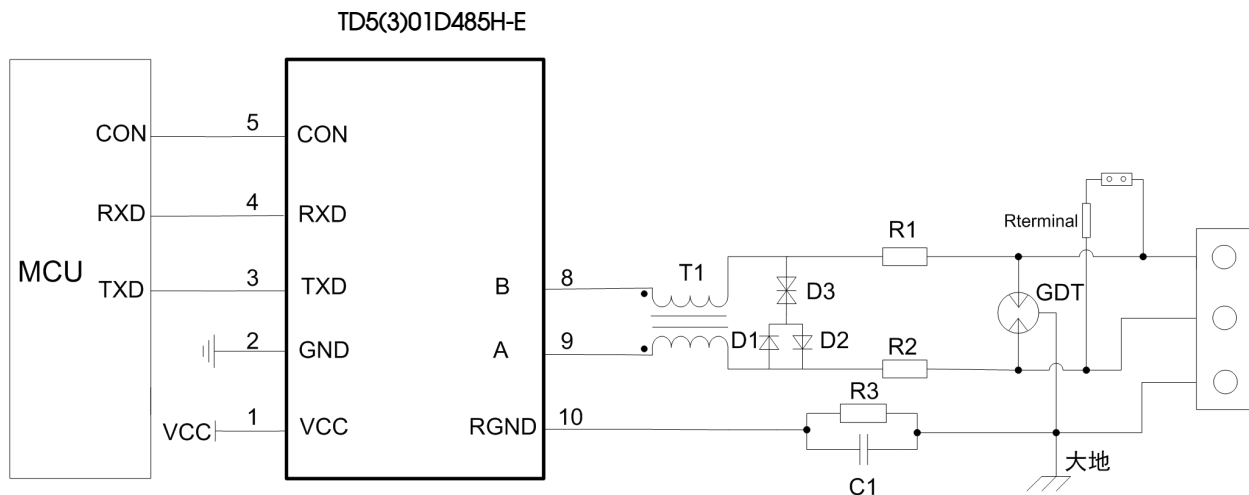 TD5(3)01D485H-E
MCU
CON
RXD
TXD
5
4
3
2
1
VCC
CON
RXD
TXD
GND
VCC
B
A
RGND
8
9
10
T1
D1
D2
D3
R1
R2
R3
C1
GDT
Rterminal
大地